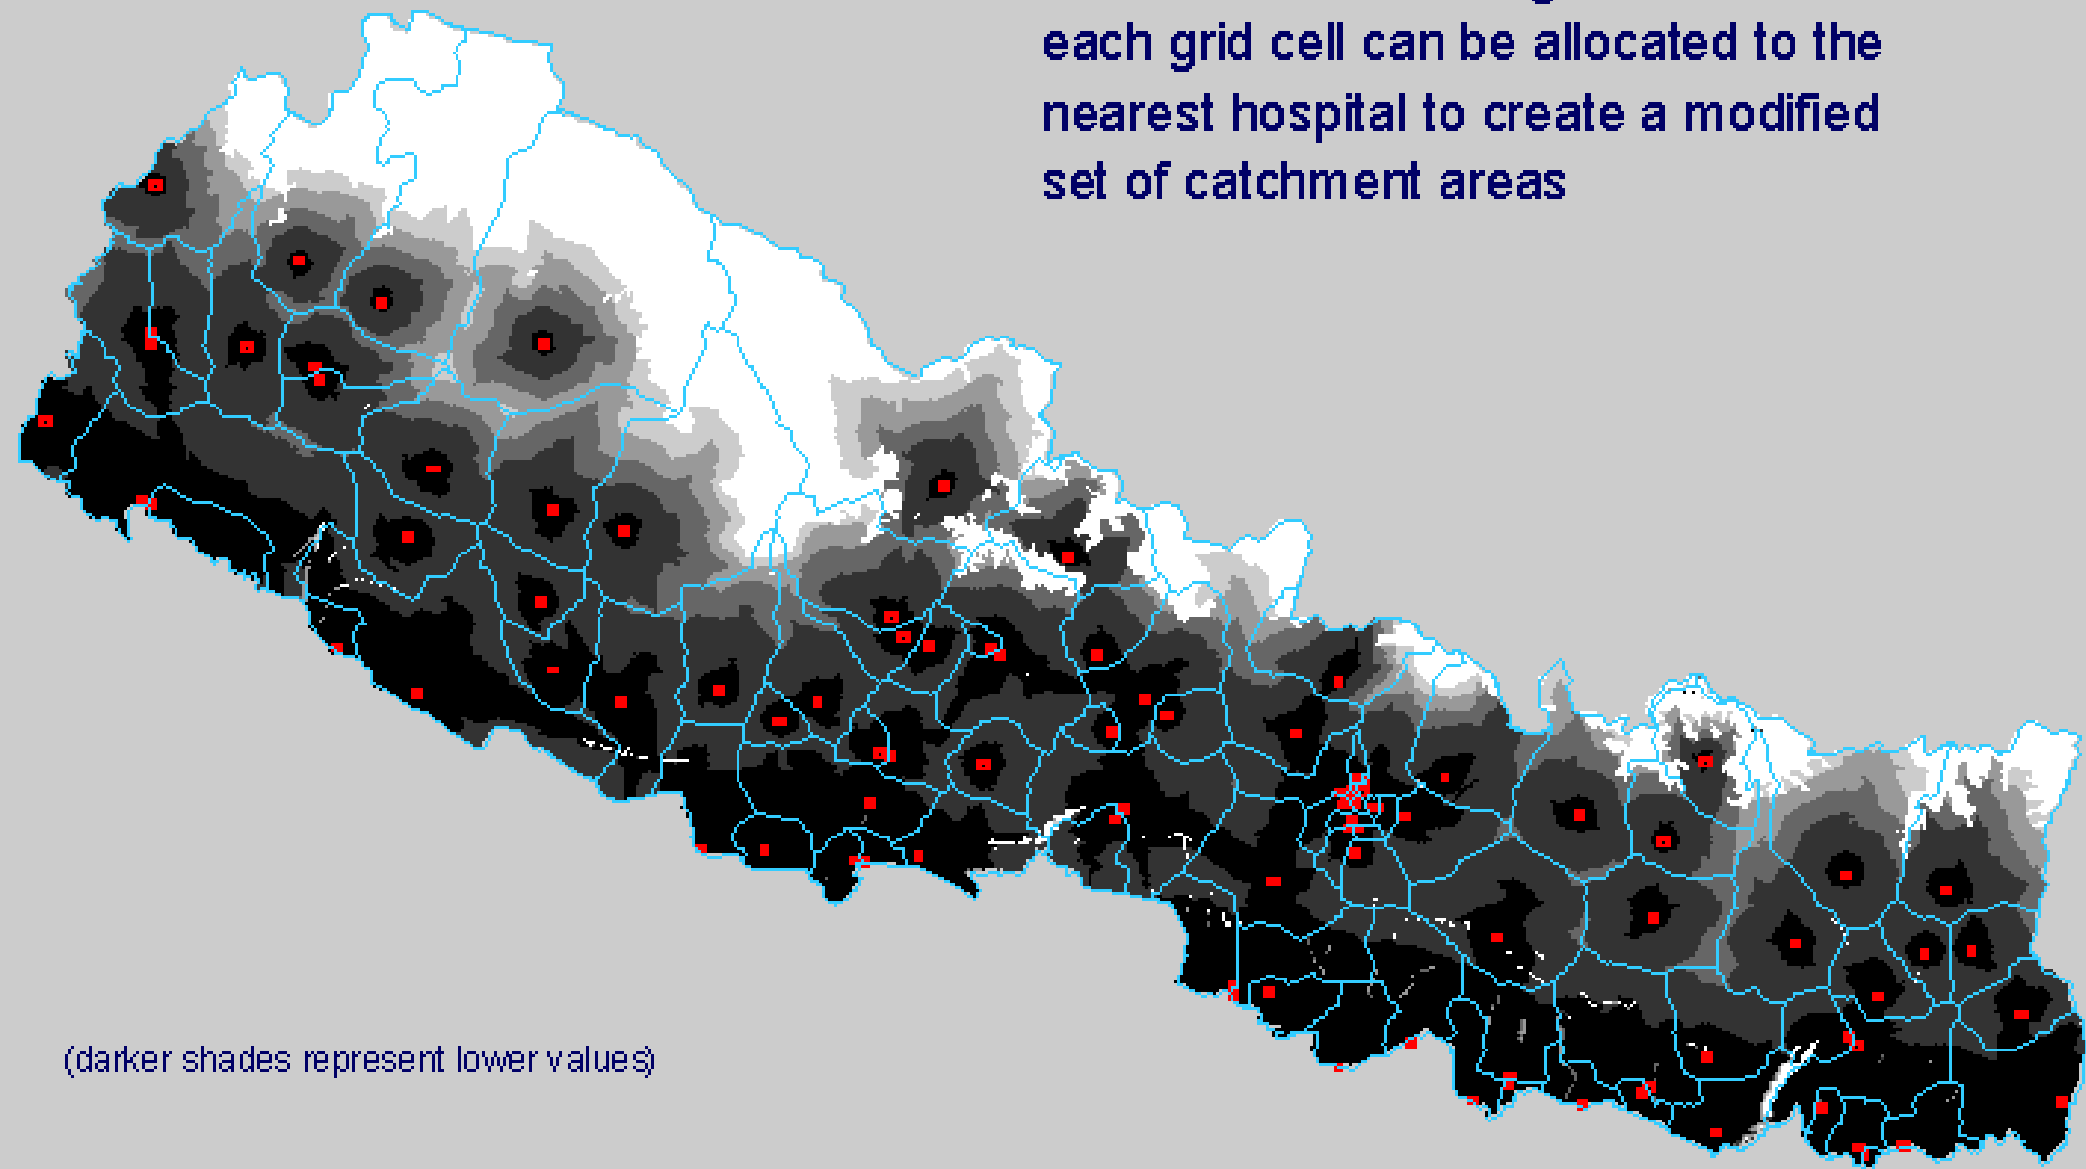 each grid cell can be allocated to the
nearest hospital to create a modified
set of catchment areas
(darker shades represent lower values)